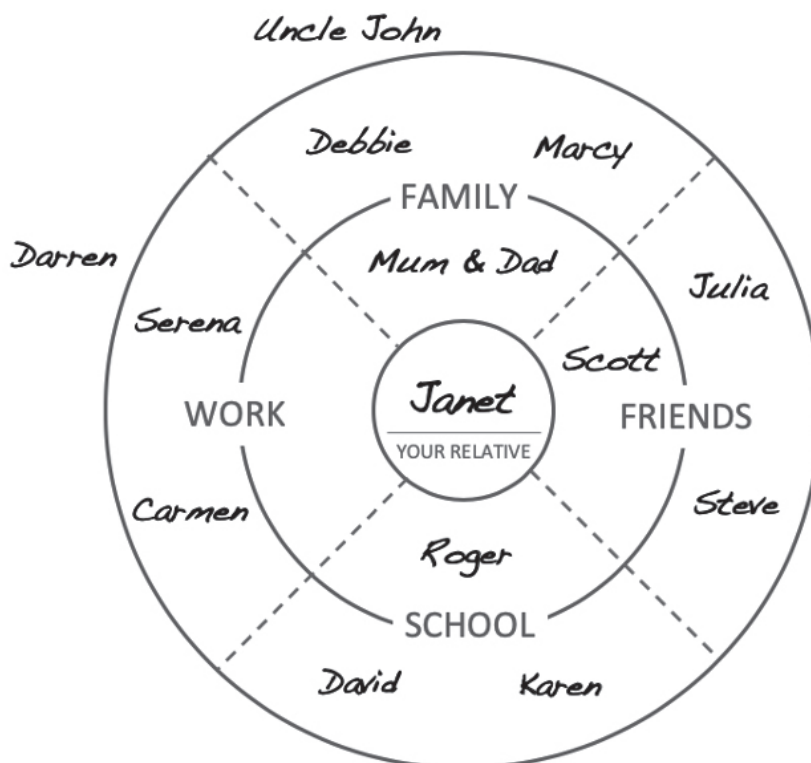 Uncle John
Debbie
Marcy
FAMILY
Darren
Mum & Dad
Julia
Serena
Scott
Janet
WORK
FRIENDS
YOUR RELATIVE
Carmen
Steve
Roger
SCHOOL
David
Karen